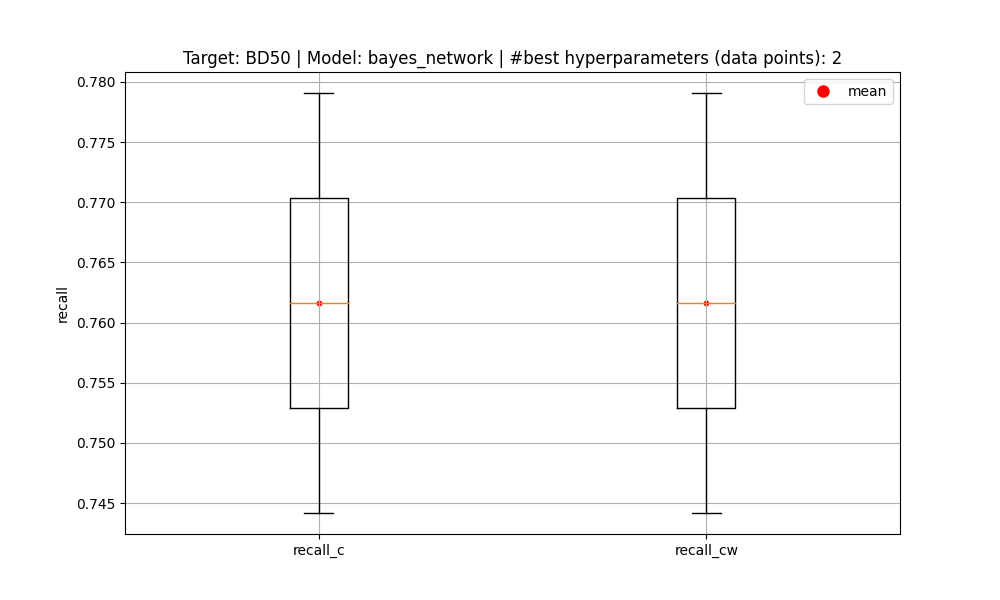 Target: BD50 | Model: bayes_network | #best hyperparameters (data points): 2
mean
0.780
0.775
0.770
0.765
0.760
0.755
0.750
0.745
recall
recall_c
recall_cw